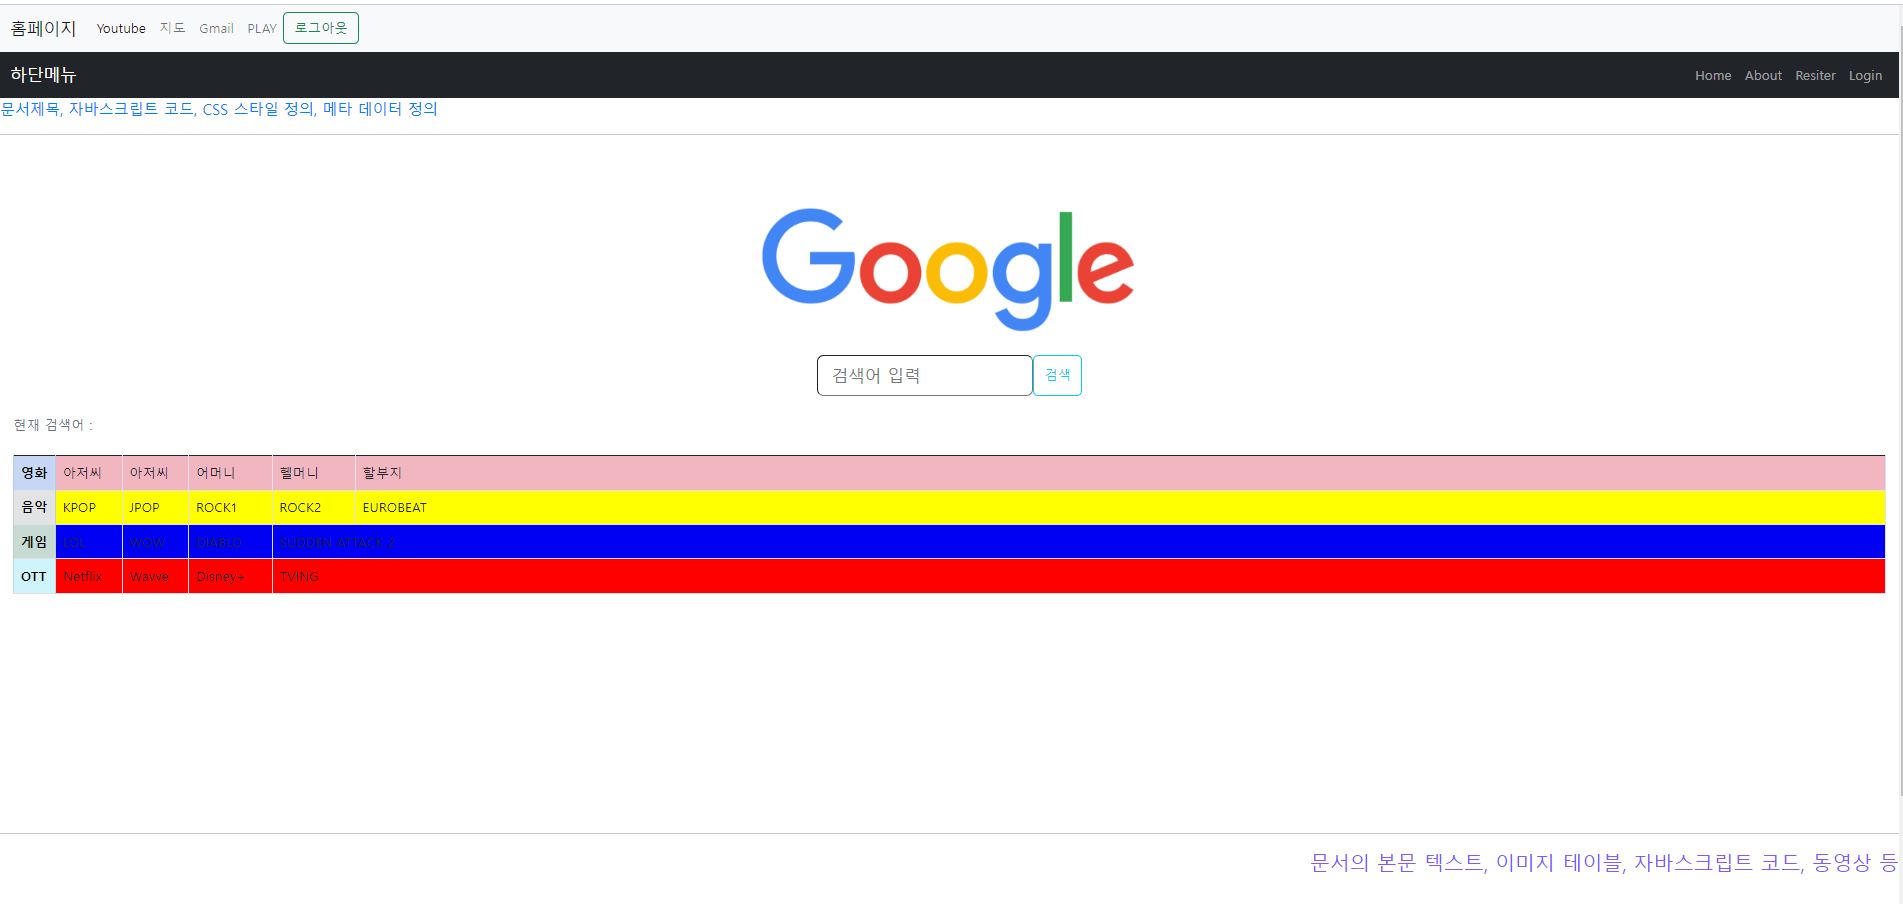 홈페이지 Youtube 지도 Gmail PLAY 로그아웃
하단메뉴 Home About Resiter Login
문서제목, 자바스크립트 코드, CSS 스타일 정의, 메타 데이터 정의
Google
검색어 입력 검색
현재 검색어 :
영화 아저씨 아저씨 어머니 헬머니 할부지
음악 KPOP JPOP ROCK1 ROCK2 EUROBEAT
게임 LOL WOW DIABLO SUDDEN ATTACK 2
OTT Netflix Wavve Disney+ TVING
문서의 본문 텍스트, 이미지 테이블, 자바스크립트 코드, 동영상 등